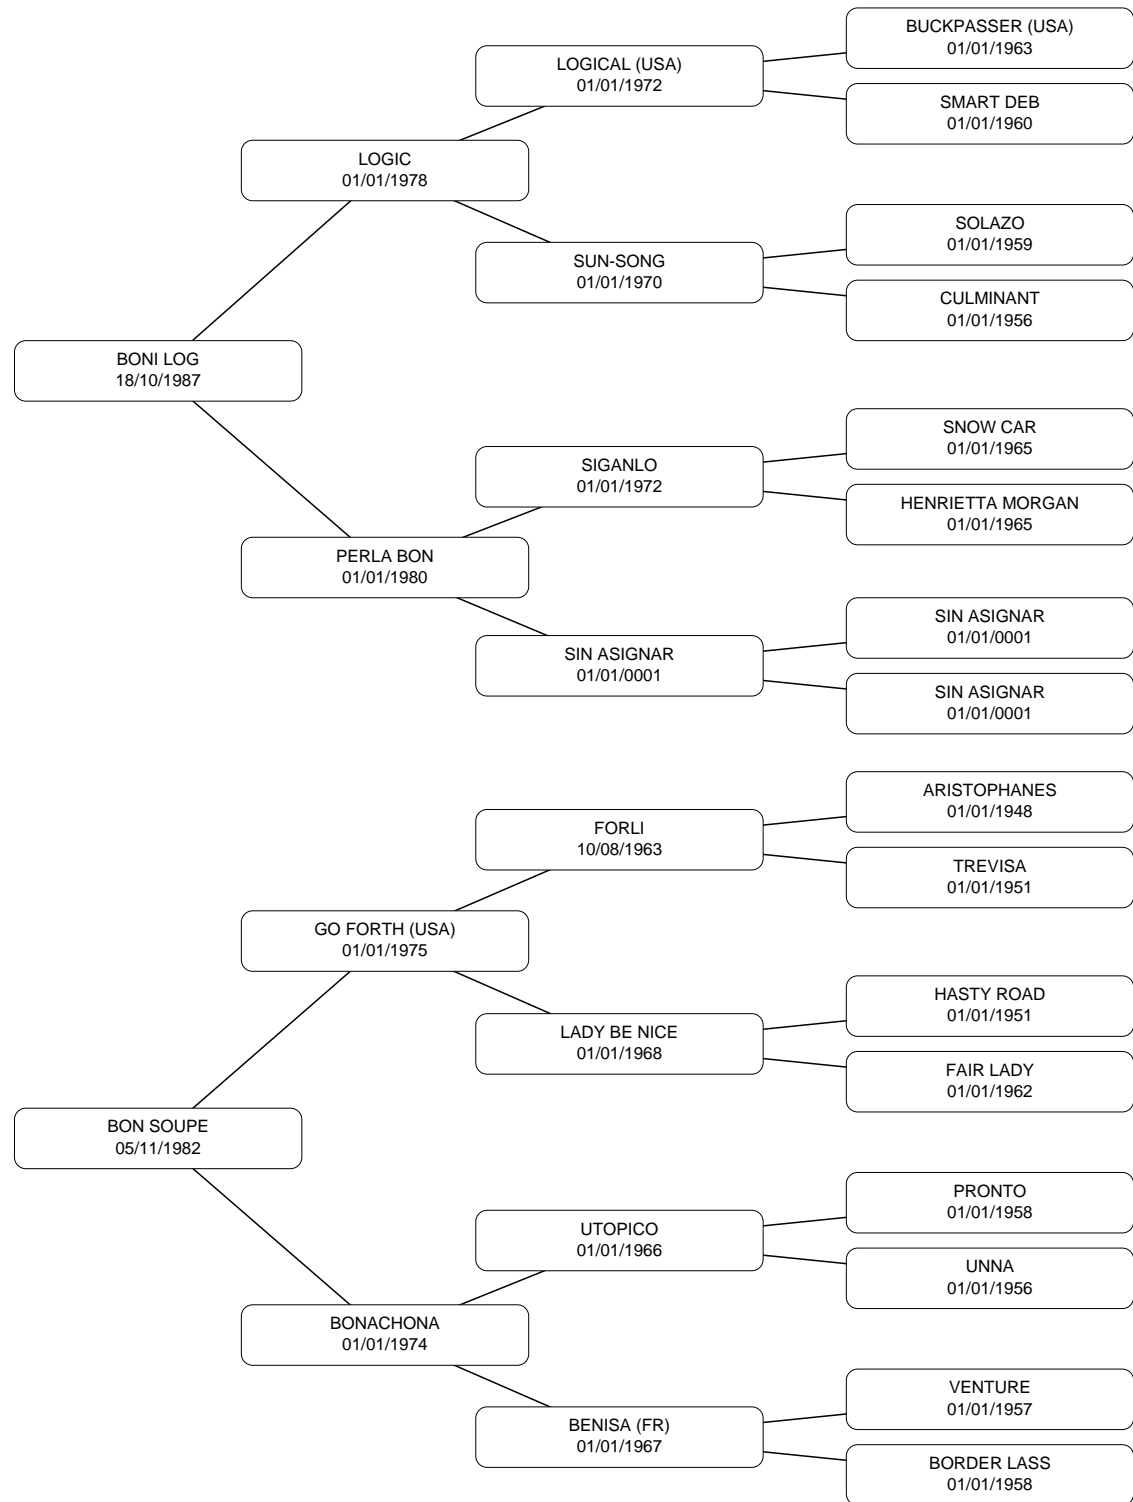 BUCKPASSER (USA)
01/01/1963
LOGICAL (USA)
01/01/1972
SMART DEB
01/01/1960
LOGIC
01/01/1978
SOLAZO
01/01/1959
SUN-SONG
01/01/1970
CULMINANT
01/01/1956
BONI LOG
18/10/1987
SNOW CAR
01/01/1965
SIGANLO
01/01/1972
HENRIETTA MORGAN
01/01/1965
PERLA BON
01/01/1980
SIN ASIGNAR
01/01/0001
SIN ASIGNAR
01/01/0001
SIN ASIGNAR
01/01/0001
ARISTOPHANES
01/01/1948
FORLI
10/08/1963
TREVISA
01/01/1951
GO FORTH (USA)
01/01/1975
HASTY ROAD
01/01/1951
LADY BE NICE
01/01/1968
FAIR LADY
01/01/1962
BON SOUPE
05/11/1982
PRONTO
01/01/1958
UTOPICO
01/01/1966
UNNA
01/01/1956
BONACHONA
01/01/1974
VENTURE
01/01/1957
BENISA (FR)
01/01/1967
BORDER LASS
01/01/1958